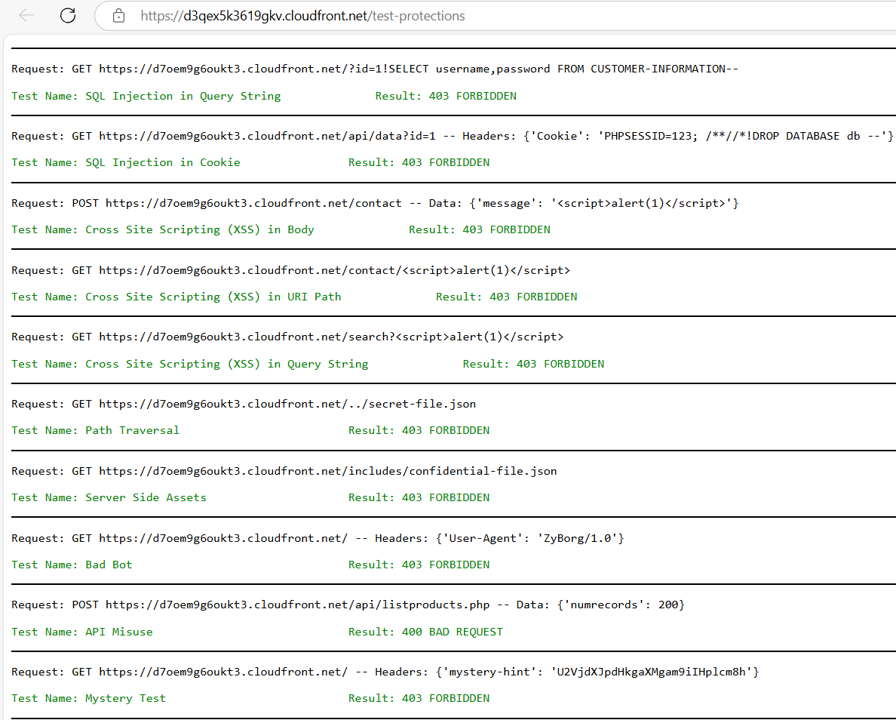 https://d3qex5k3619gkv.cloudfront.net/test-protections
Request: GET https://d7oem9g6oukt3.cloudfront.net/?id=1!SELECT username,password FROM CUSTOMER-INFORMATION--
Test Name: SQL Injection in Query String Result: 403 FORBIDDEN
Request: GET https://d7oem9g6oukt3.cloudfront.net/api/data?id=1 -- Headers: {'Cookie': 'PHPSESSID=123; /**//*!DROP DATABASE db --'}
Test Name: SQL Injection in Cookie Result: 403 FORBIDDEN
Request: POST https://d7oem9g6oukt3.cloudfront.net/contact -- Data: {'message': '<script>alert(1)</script>'}
Test Name: Cross Site Scripting (XSS) in Body Result: 403 FORBIDDEN
Request: GET https://d7oem9g6oukt3.cloudfront.net/contact/<script>alert(1)</script>
Test Name: Cross Site Scripting (XSS) in URI Path Result: 403 FORBIDDEN
Request: GET https://d7oem9g6oukt3.cloudfront.net/search?<script>alert(1)</script>
Test Name: Cross Site Scripting (XSS) in Query String Result: 403 FORBIDDEN
Request: GET https://d7oem9g6oukt3.cloudfront.net/../secret-file.json
Test Name: Path Traversal Result: 403 FORBIDDEN
Request: GET https://d7oem9g6oukt3.cloudfront.net/includes/confidential-file.json
Test Name: Server Side Assets Result: 403 FORBIDDEN
Request: GET https://d7oem9g6oukt3.cloudfront.net/ -- Headers: {'User-Agent': 'ZyBorg/1.0'}
Test Name: Bad Bot Result: 403 FORBIDDEN
Request: POST https://d7oem9g6oukt3.cloudfront.net/api/listproducts.php -- Data: {'numrecords': 200}
Test Name: API Misuse Result: 400 BAD REQUEST
Request: GET https://d7oem9g6oukt3.cloudfront.net/ -- Headers: {'mystery-hint': 'U2VjdXJpdHkgaXMgam9iIHplcm8h'}
Test Name: Mystery Test Result: 403 FORBIDDEN